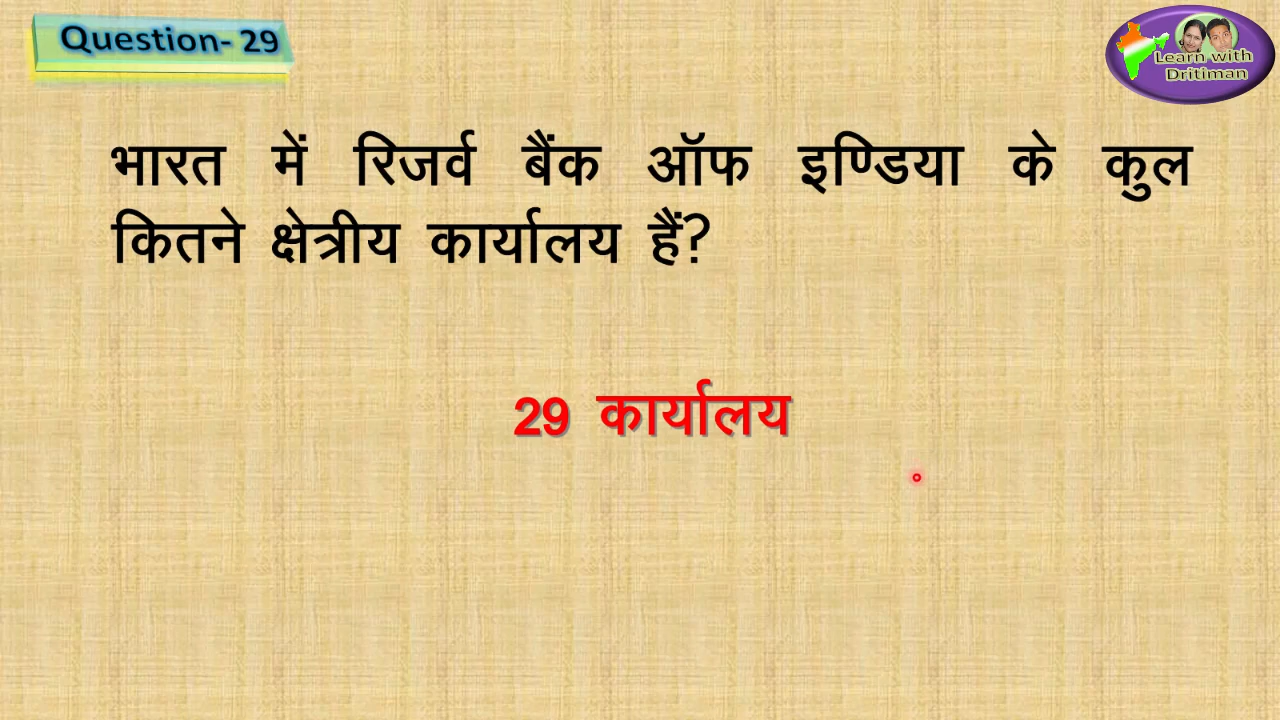 Question- 29
Learn with
Dritiman
भारत में रिजर्व बैंक ऑफ इण्डिया के कुल
कितने क्षेत्रीय कार्यालय हैं?
29 कार्यालय